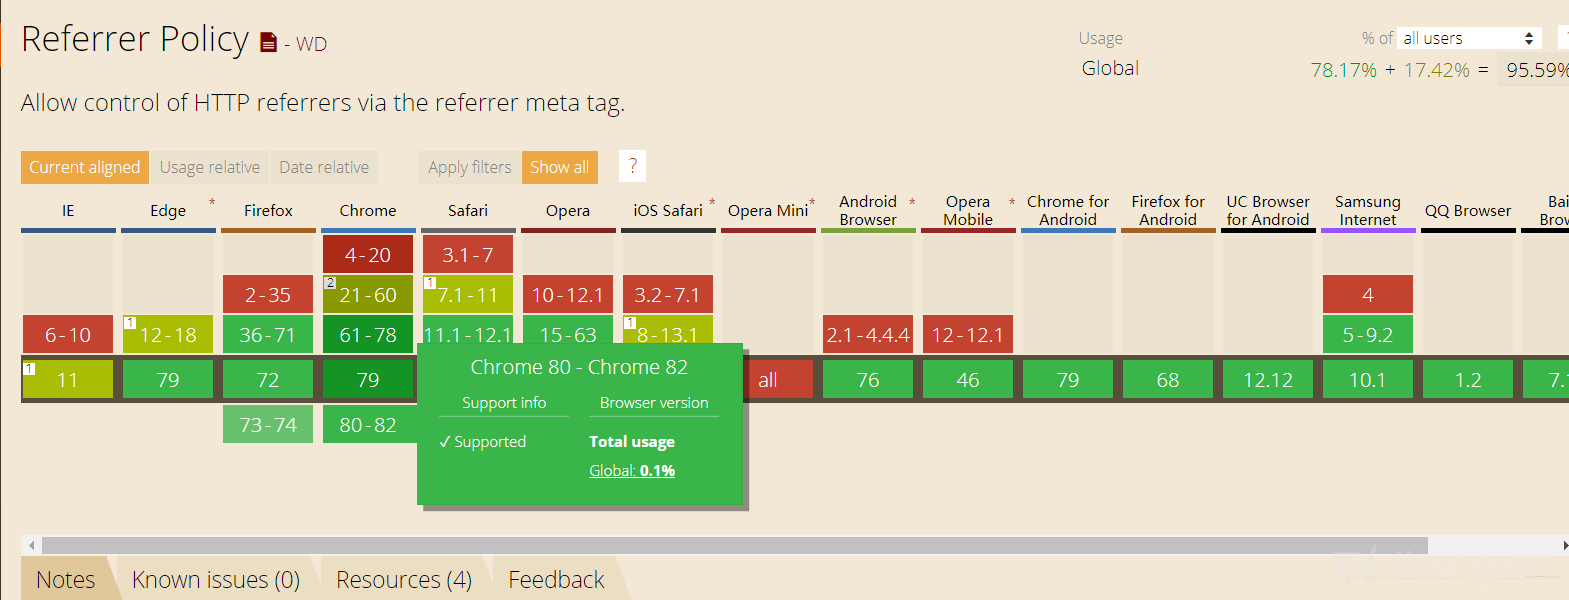 Referrer Policy - WD
Usage % of all users
Global 78.17% + 17.42% = 95.59%
Allow control of HTTP referrers via the referrer meta tag.
Current aligned Usage relative Date relative Apply filters Show all ?
IE Edge * Firefox Chrome Safari Opera iOS Safari * Opera Mini * Android Browser * Opera Mobile * Chrome for Android Firefox for Android UC Browser for Android Samsung Internet QQ Browser
4-20 3.1-7
2-35 2 21-60 1 7.1-11 10-12.1 3.2-7.1 4
6-10 1 12-18 36-71 61-78 11.1-12.1 15-63 1 8-13.1 2.1-4.4.4 12-12.1 5-9.2
1 11 79 72 79 all 76 46 79 68 12.12 10.1 1.2
73-74 80-82
Chrome 80 - Chrome 82
Support info Browser version
✓ Supported Total usage
Global: 0.1%
Notes Known issues (0) Resources (4) Feedback